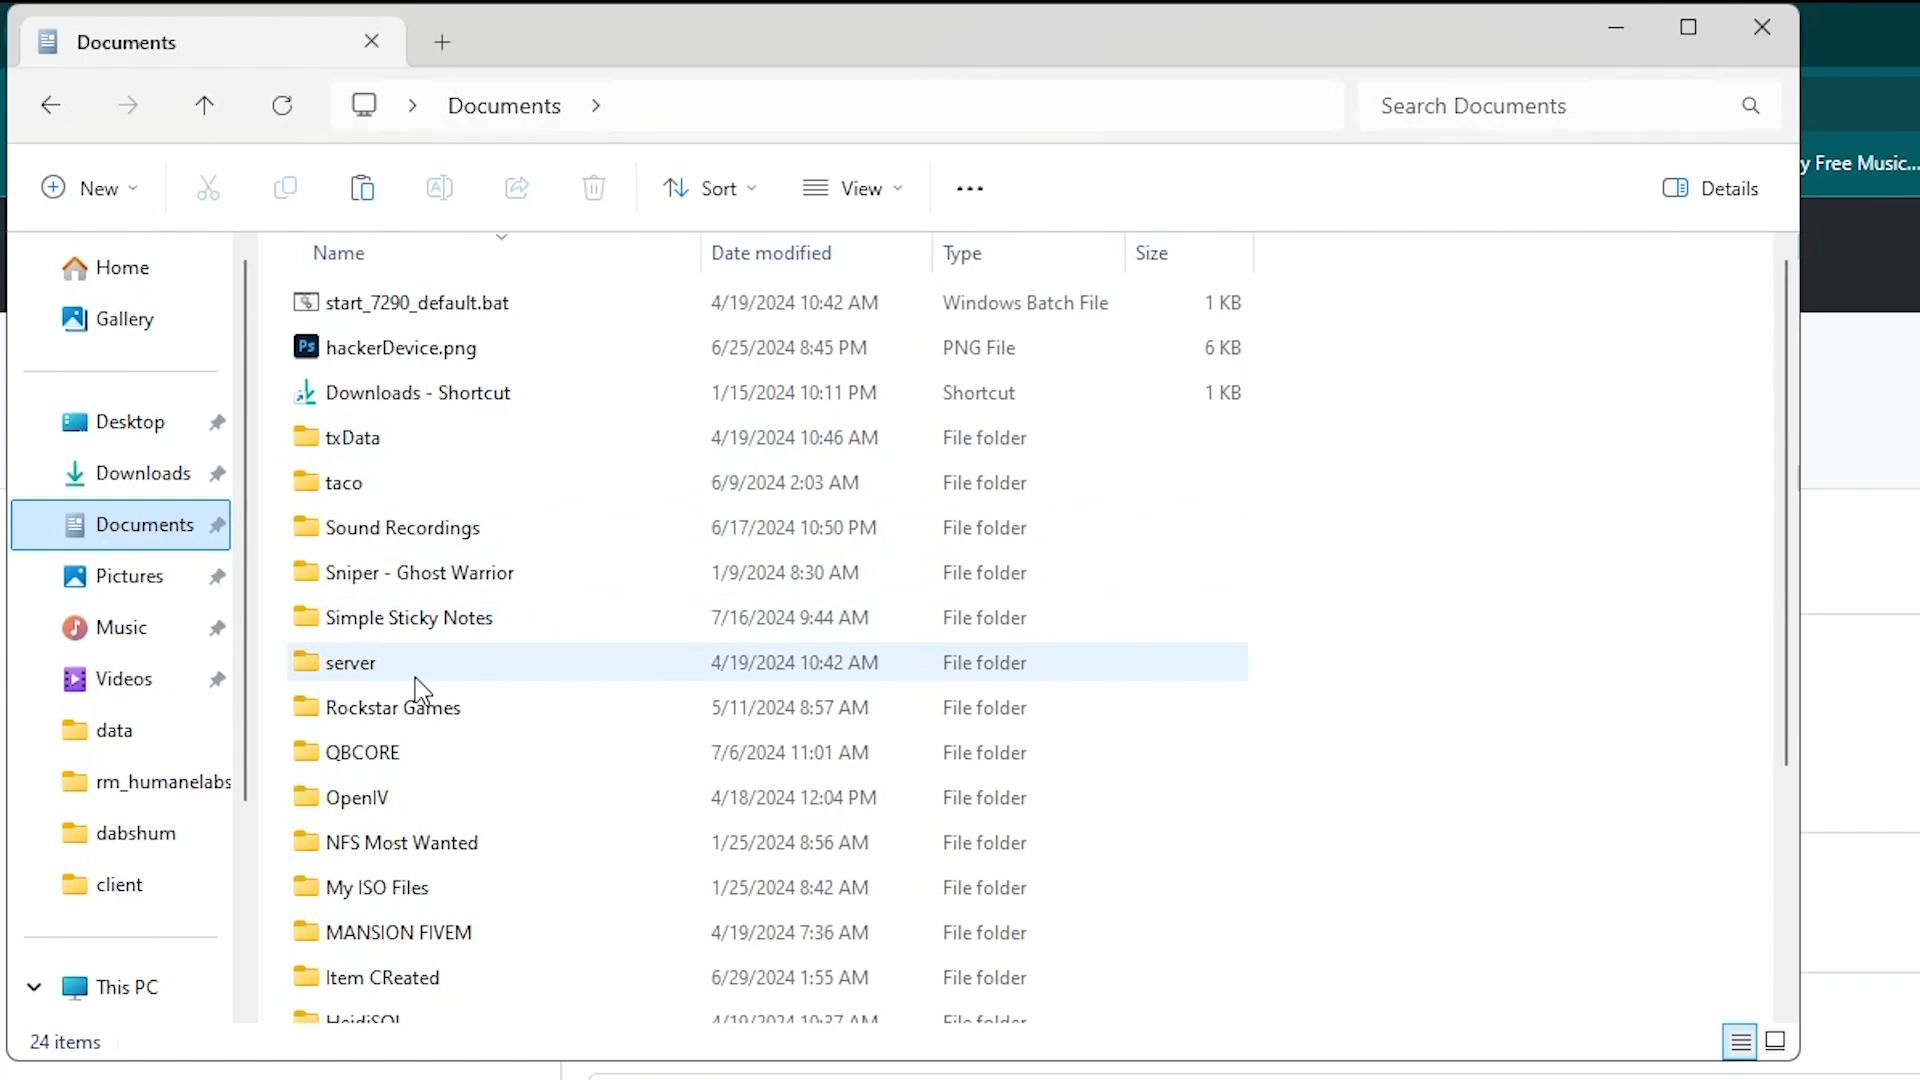 Documents
Documents
Search Documents
y Free Music...
New
Sort
View
Details
Name Date modified Type Size
Home
Gallery
Desktop
Downloads
Documents
Pictures
Music
Videos
data
rm_humanelabs
dabshum
client
This PC
start_7290_default.bat 4/19/2024 10:42 AM Windows Batch File 1 KB
Ps hackerDevice.png 6/25/2024 8:45 PM PNG File 6 KB
Downloads - Shortcut 1/15/2024 10:11 PM Shortcut 1 KB
txData 4/19/2024 10:46 AM File folder
taco 6/9/2024 2:03 AM File folder
Sound Recordings 6/17/2024 10:50 PM File folder
Sniper - Ghost Warrior 1/9/2024 8:30 AM File folder
Simple Sticky Notes 7/16/2024 9:44 AM File folder
server 4/19/2024 10:42 AM File folder
Rockstar Games 5/11/2024 8:57 AM File folder
QBCORE 7/6/2024 11:01 AM File folder
OpenIV 4/18/2024 12:04 PM File folder
NFS Most Wanted 1/25/2024 8:56 AM File folder
My ISO Files 1/25/2024 8:42 AM File folder
MANSION FIVEM 4/19/2024 7:36 AM File folder
Item CReated 6/29/2024 1:55 AM File folder
HeidiSQL 4/19/2024 10:37 AM File folder
24 items